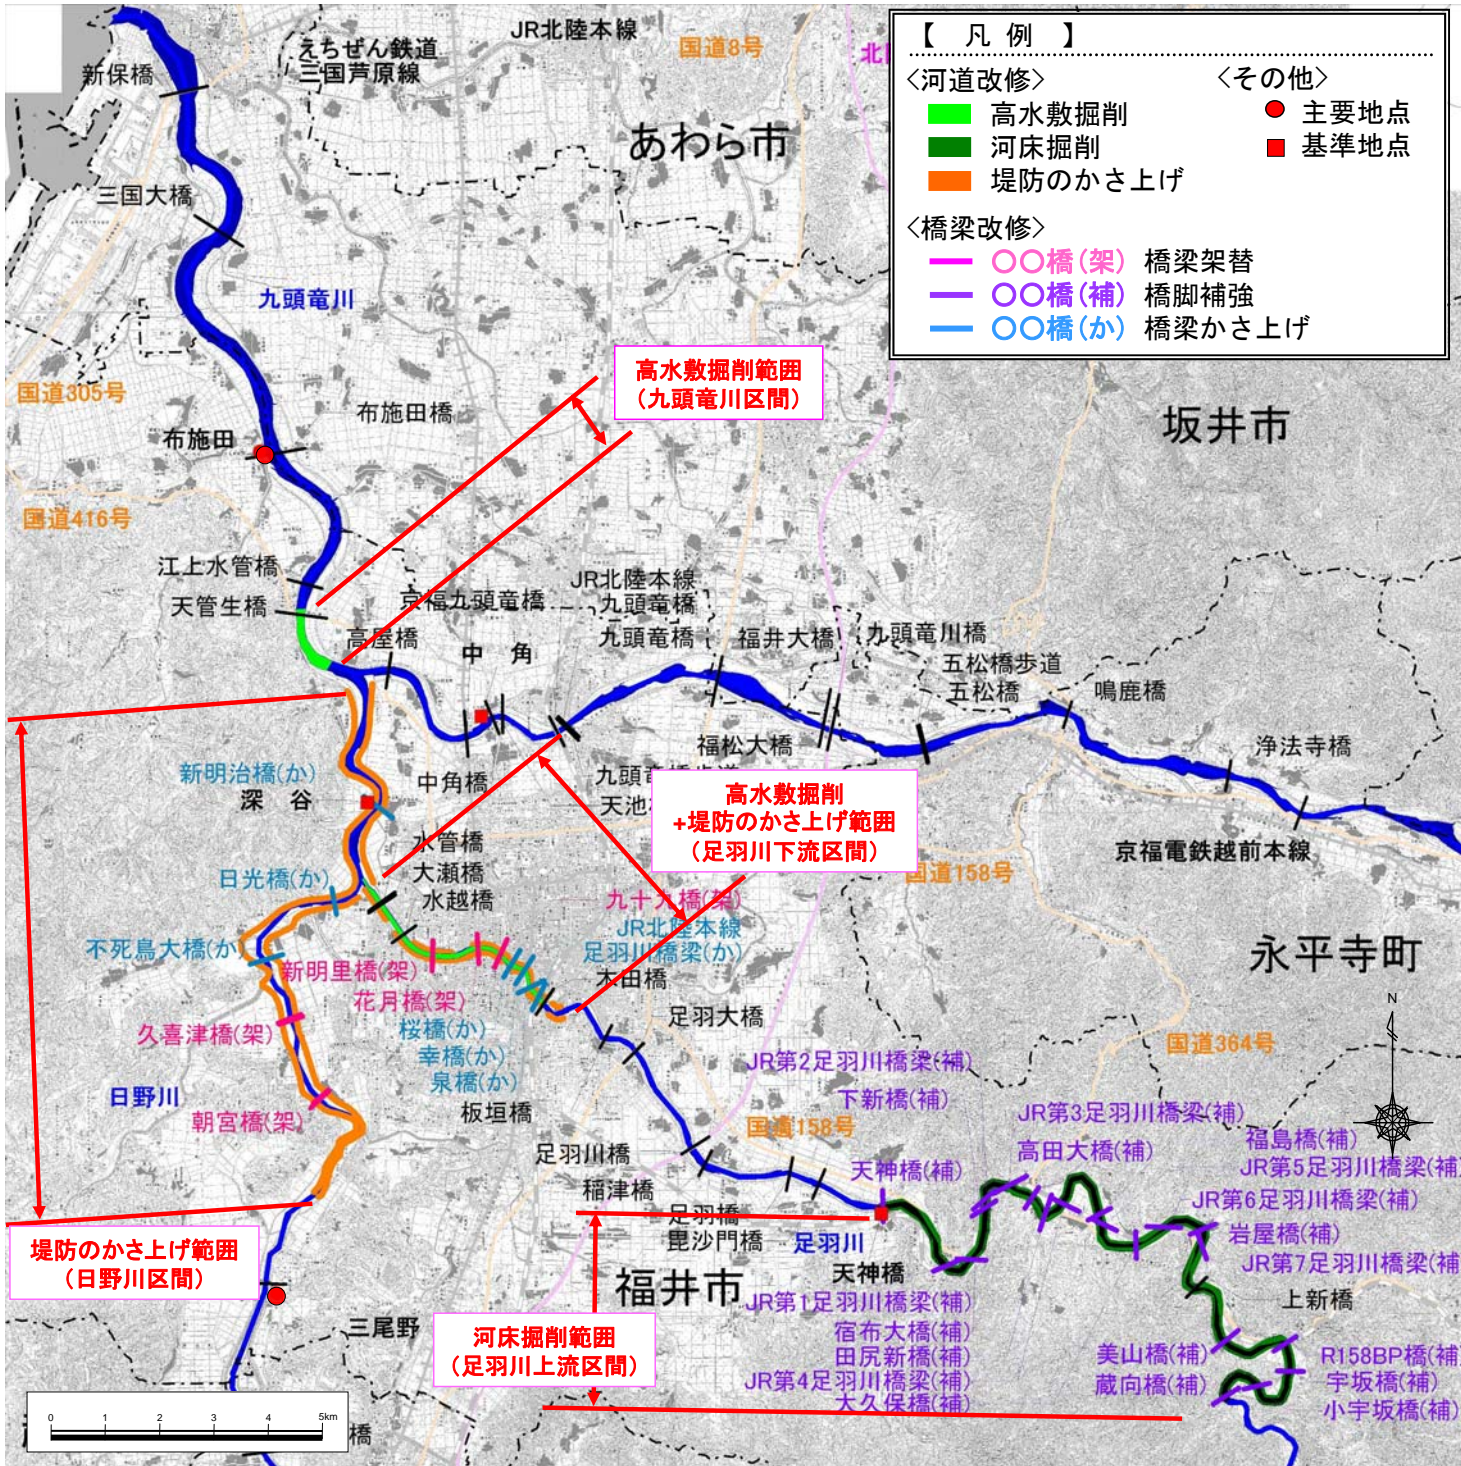 【 凡 例 】
<河道改修>
高水敷掘削
河床掘削
堤防のかさ上げ
<その他>
主要地点
基準地点
<橋梁改修>
〇〇橋(架) 橋梁架替
〇〇橋(補) 橋脚補強
〇〇橋(か) 橋梁かさ上げ
JR北陸本線
えちぜん鉄道
三国芦原線
国道8号
新保橋
あわら市
三国大橋
九頭竜川
国道305号
布施田橋
布施田
高水敷掘削範囲
(九頭竜川区間)
坂井市
国道416号
江上水管橋
天菅生橋
京福九頭竜橋
高屋橋
中 角
JR北陸本線
九頭竜橋
九頭竜橋
福井大橋
九頭竜川橋
五松橋歩道
五松橋
鳴鹿橋
福松大橋
浄法寺橋
新明治橋(か)
深 谷
中角橋
高水敷掘削
+堤防のかさ上げ範囲
(足羽川下流区間)
水管橋
大瀬橋
水越橋
京福電鉄越前本線
国道158号
日光橋(か)
九十九橋(架)
JR北陸本線
足羽川橋梁(か)
木田橋
不死鳥大橋(か)
新明里橋(架)
花月橋(架)
桜橋(か)
幸橋(か)
泉橋(か)
久喜津橋(架)
足羽大橋
永平寺町
N
国道364号
日野川
朝宮橋(架)
板垣橋
JR第2足羽川橋梁(補)
下新橋(補)
国道158号
JR第3足羽川橋梁(補)
高田大橋(補)
福島橋(補)
JR第5足羽川橋梁(補)
足羽川橋
稲津橋
天神橋(補)
JR第6足羽川橋梁(補)
岩屋橋(補)
JR第7足羽川橋梁(補
足羽橋
毘沙門橋
足羽川
天神橋
堤防のかさ上げ範囲
(日野川区間)
福井市
JR第1足羽川橋梁(補)
宿布大橋(補)
田尻新橋(補)
JR第4足羽川橋梁(補)
大久保橋(補)
上新橋
三尾野
河床掘削範囲
(足羽川上流区間)
美山橋(補)
蔵向橋(補)
R158BP橋(補)
宇坂橋(補)
小宇坂橋(補)
0 1 2 3 4 5km
橋